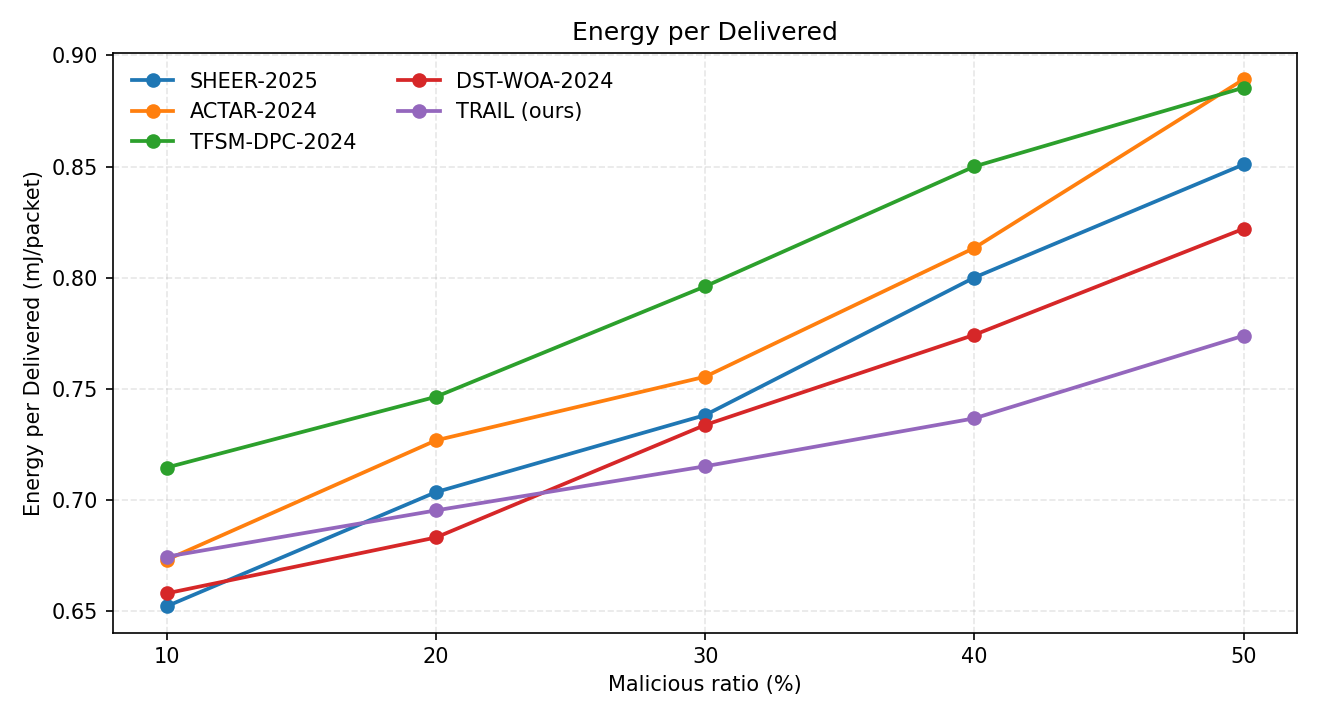 Energy per Delivered
0.90
0.85
0.80
0.75
0.70
0.65
Energy per Delivered (mJ/packet)
SHEER-2025
ACTAR-2024
TFSM-DPC-2024
DST-WOA-2024
TRAIL (ours)
10 20 30 40 50
Malicious ratio (%)